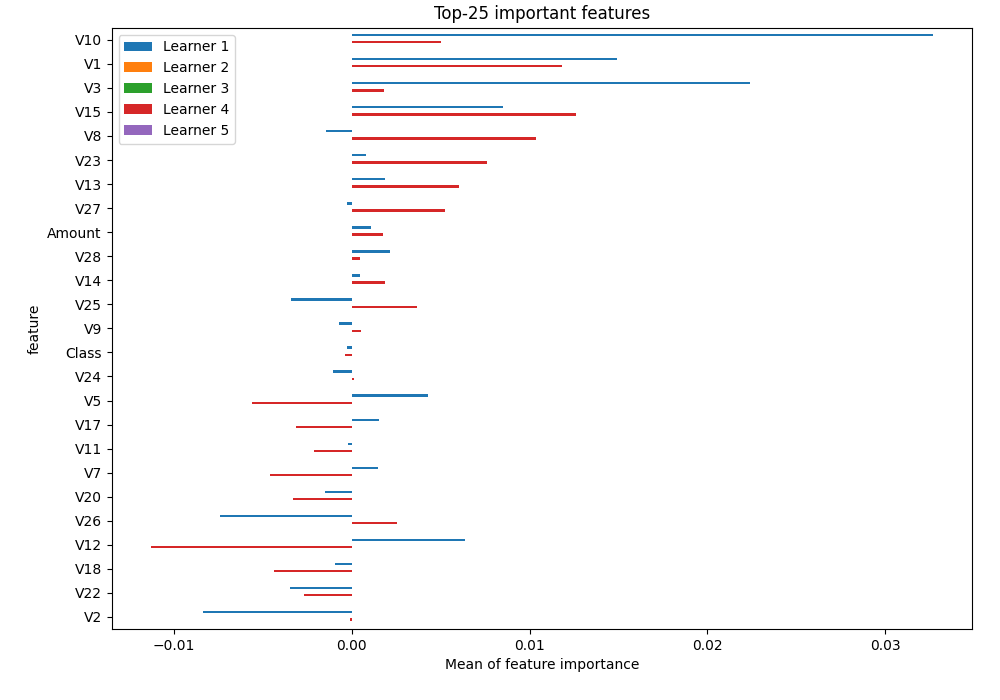 Top-25 important features
Learner 1
Learner 2
Learner 3
Learner 4
Learner 5
feature
V10
V1
V3
V15
V8
V23
V13
V27
Amount
V28
V14
V25
V9
Class
V24
V5
V17
V11
V7
V20
V26
V12
V18
V22
V2
−0.01
0.00
0.01
0.02
0.03
Mean of feature importance